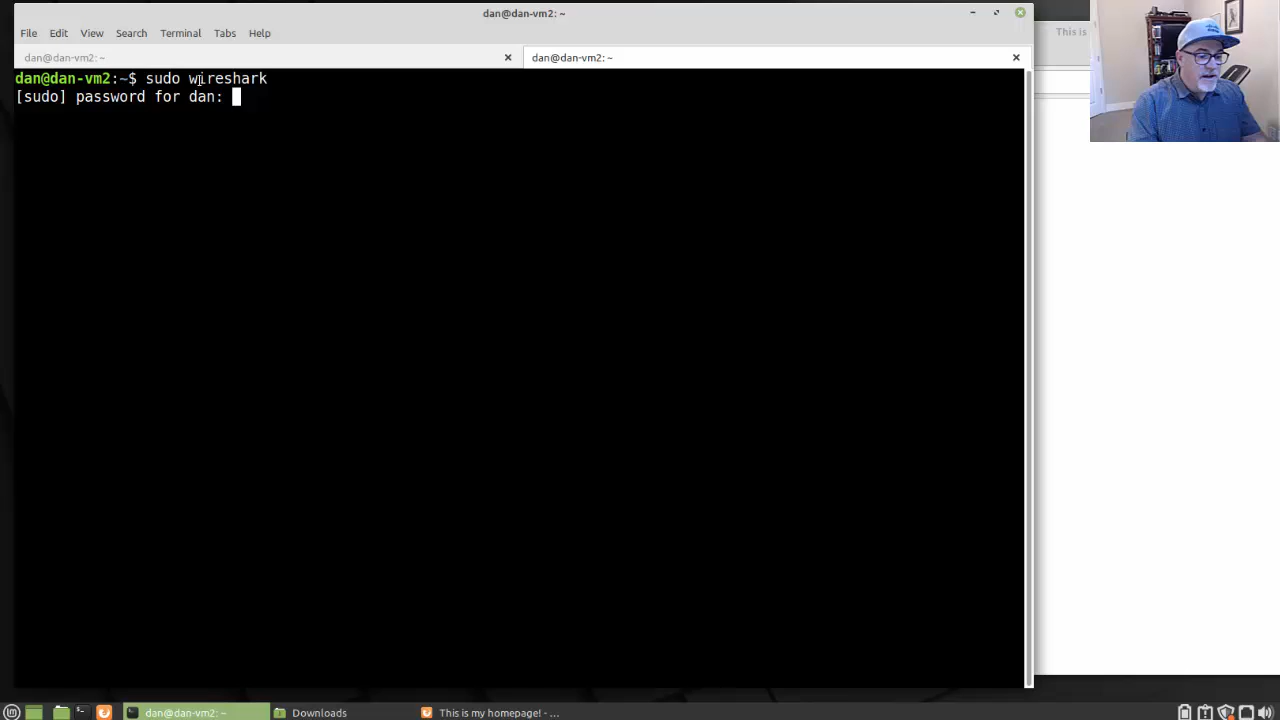 dan@dan-vm2: ~
File Edit View Search Terminal Tabs Help
This is
dan@dan-vm2: ~
dan@dan-vm2: ~
dan@dan-vm2:~$ sudo wireshark
[sudo] password for dan:
dan@dan-vm2: ~
Downloads
This is my homepage! - ...